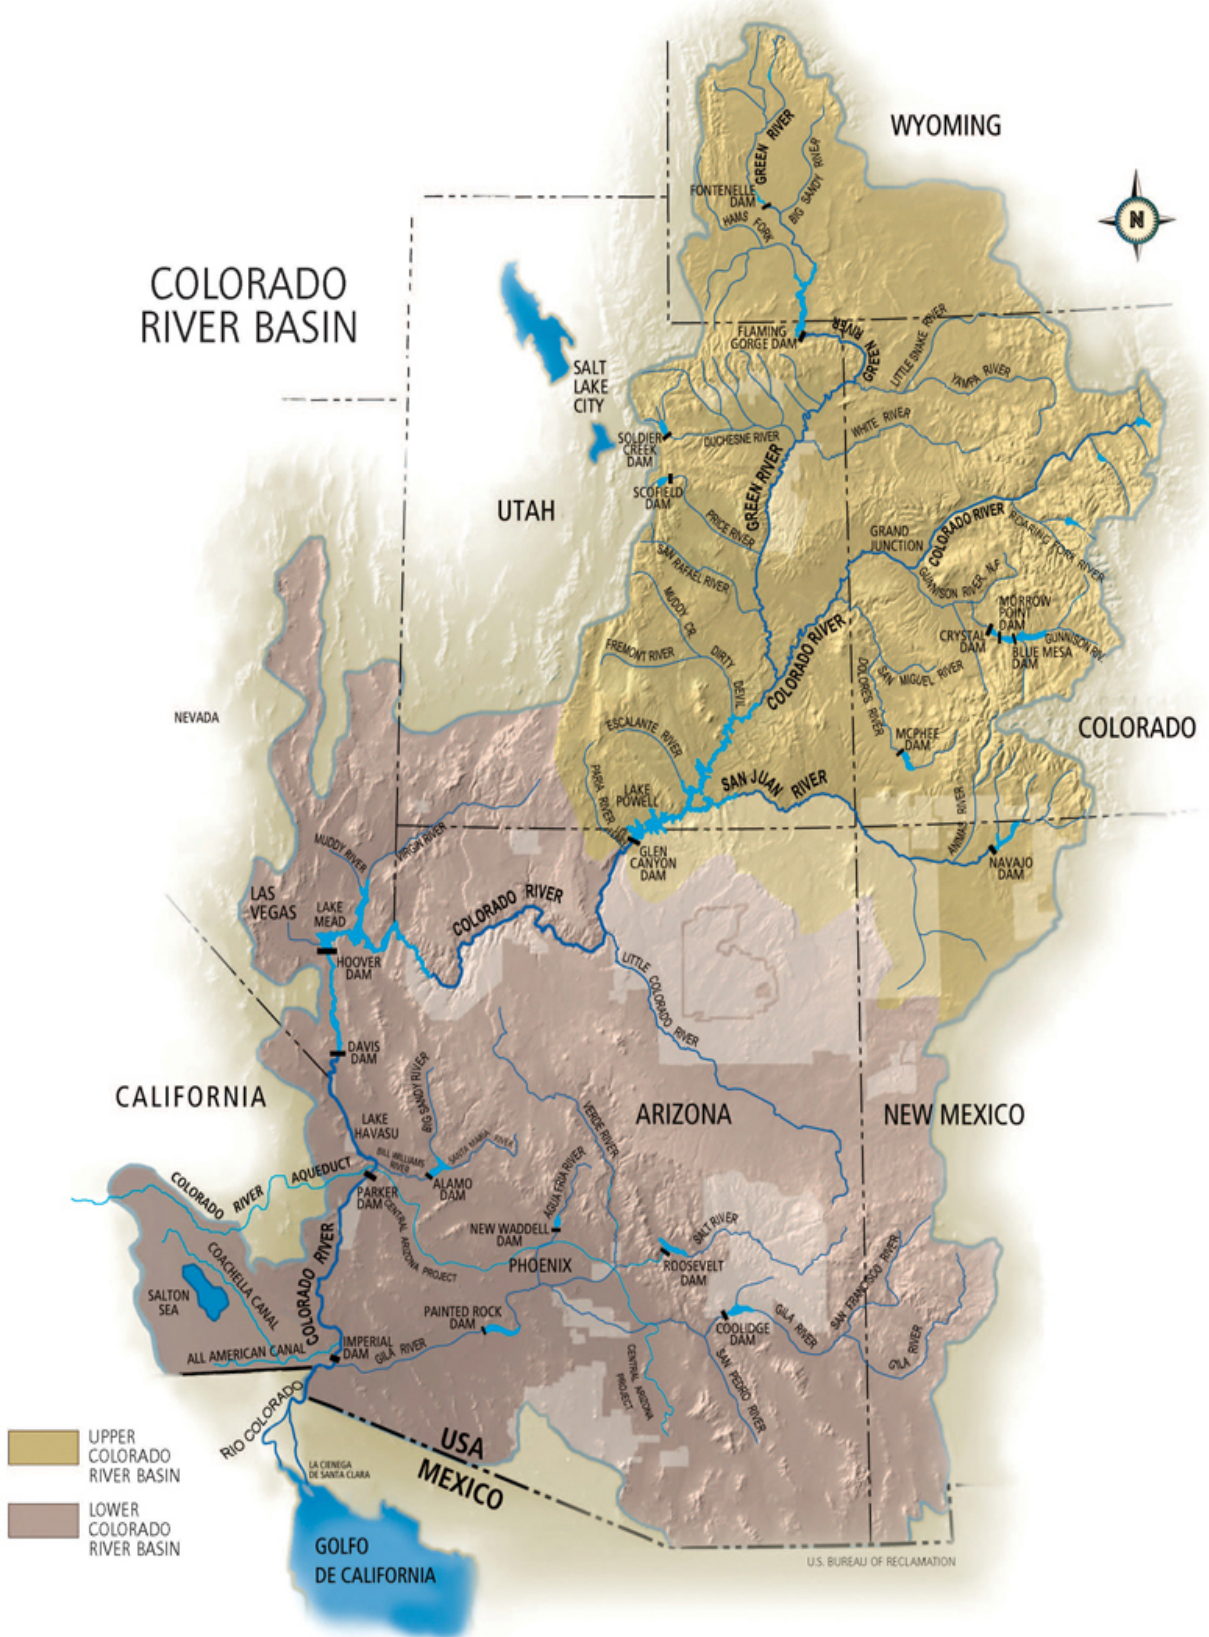 WYOMING
GREEN RIVER
BIG SANDY RIVER
FONTENELLE
DAM
HAMS FORK
N
COLORADO
RIVER BASIN
FLAMING
GORGE DAM
GREEN RIVER
LITTLE SNAKE RIVER
YAMPA RIVER
SALT
LAKE
CITY
WHITE RIVER
SOLDIER
CREEK
DAM
DUCHESNE RIVER
GREEN RIVER
SCOFIELD
DAM
UTAH
PRICE RIVER
GRAND
JUNCTION
COLORADO RIVER
ROARING FORK RIVER
SAN RAFAEL RIVER
GUNNISON RIVER, N.F
MUDDY CR.
MORROW
POINT
DAM
CRYSTAL
DAM
BLUE MESA
DAM
GUNNISON RIV.
COLORADO RIVER
FREMONT RIVER
DIRTY
DEVIL
DOLORES RIVER
SAN MIGUEL RIVER
NEVADA
COLORADO
ESCALANTE RIVER
MCPHEE
DAM
PARIA RIVER
LAKE
POWELL
SAN JUAN RIVER
ANIMAS RIVER
MUDDY RIVER
VIRGIN RIVER
GLEN
CANYON
DAM
NAVAJO
DAM
LAS
VEGAS
LAKE
MEAD
COLORADO RIVER
HOOVER
DAM
LITTLE COLORADO RIVER
DAVIS
DAM
BIG SANDY RIVER
CALIFORNIA
LAKE
HAVASU
VERDE RIVER
ARIZONA
NEW MEXICO
BILL WILLIAMS
RIVER
SANTA MARIA RIVER
COLORADO RIVER AQUEDUCT
PARKER
DAM
ALAMO
DAM
AGUA FRIA RIVER
CENTRAL ARIZONA PROJECT
NEW WADDELL
DAM
SALT RIVER
COLORADO RIVER
PHOENIX
ROOSEVELT
DAM
SAN FRANCISCO RIVER
COACHELLA CANAL
SALTON
SEA
PAINTED ROCK
DAM
COOLIDGE
DAM
GILA RIVER
GILA RIVER
ALL AMERICAN CANAL
IMPERIAL
DAM
GILA RIVER
CENTRAL ARIZONA
PROJECT
SAN PEDRO RIVER
RIO COLORADO
USA
MEXICO
LA CIENEGA
DE SANTA CLARA
UPPER
COLORADO
RIVER BASIN
LOWER
COLORADO
RIVER BASIN
GOLFO
DE CALIFORNIA
U.S. BUREAU OF RECLAMATION